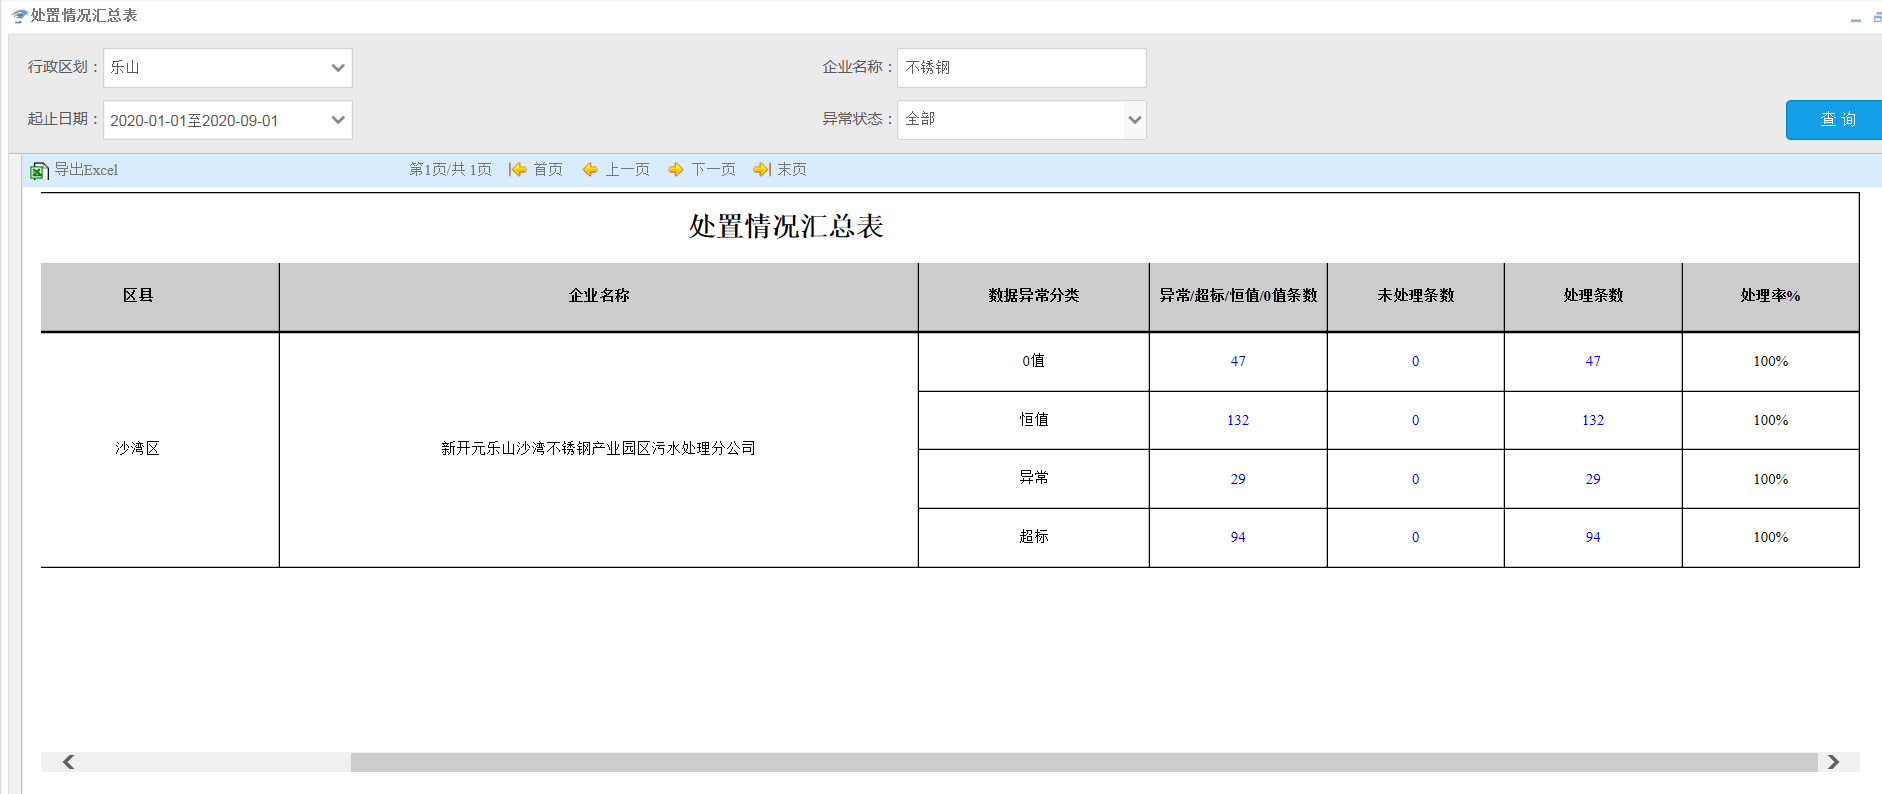 处置情况汇总表
行政区划： 乐山 企业名称： 不锈钢
起止日期： 2020-01-01至2020-09-01 异常状态： 全部 查 询
导出Excel 第1页/共 1页 首页 上一页 下一页 末页
处置情况汇总表
区县 企业名称 数据异常分类 异常/超标/恒值/0值条数 未处理条数 处理条数 处理率%
0值 47 0 47 100%
恒值 132 0 132 100%
沙湾区 新开元乐山沙湾不锈钢产业园区污水处理分公司
异常 29 0 29 100%
超标 94 0 94 100%